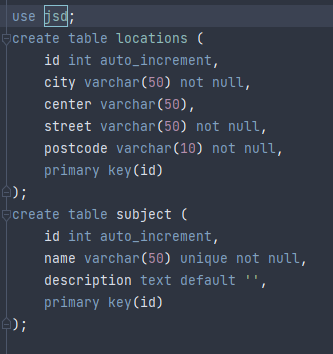 use jsd;
create table locations (
    id int auto_increment,
    city varchar(50) not null,
    center varchar(50),
    street varchar(50) not null,
    postcode varchar(10) not null,
    primary key(id)
);
create table subject (
    id int auto_increment,
    name varchar(50) unique not null,
    description text default '',
    primary key(id)
);